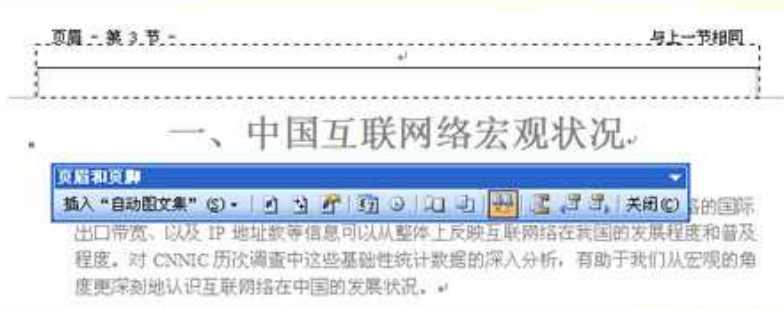 页眉 - 第 3 节 -
与上一节相同
一、中国互联网络宏观状况
页眉和页脚
插入“自动图文集”(S)
关闭(C)
络的国际
出口带宽、以及 IP 地址数等信息可以从整体上反映互联网络在我国的发展程度和普及
程度。对 CNNIC 历次调查中这些基础性统计数据的深入分析，有助于我们从宏观的角
度更深刻地认识互联网络在中国的发展状况。